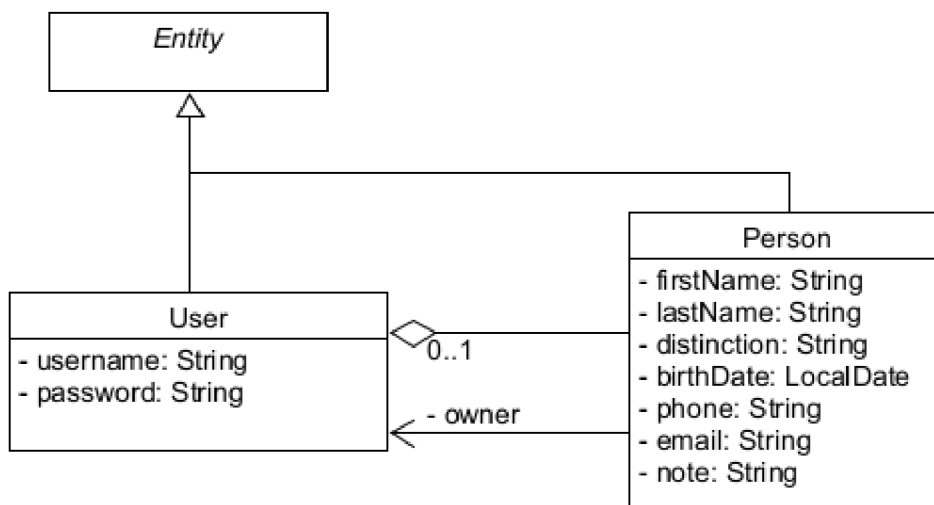 Entity
User
- username: String
- password: String
0..1
- owner
Person
- firstName: String
- lastName: String
- distinction: String
- birthDate: LocalDate
- phone: String
- email: String
- note: String